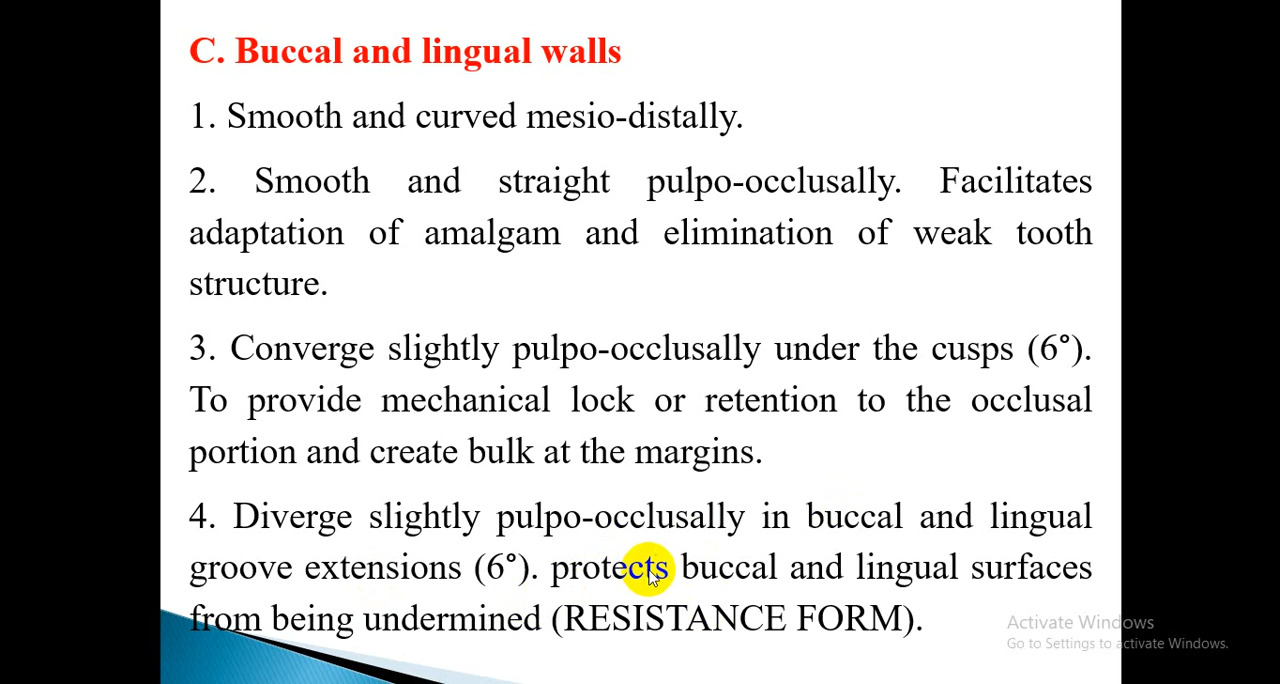 C. Buccal and lingual walls
1. Smooth and curved mesio-distally.
2. Smooth and straight pulpo-occlusally. Facilitates
adaptation of amalgam and elimination of weak tooth
structure.
3. Converge slightly pulpo-occlusally under the cusps (6°).
To provide mechanical lock or retention to the occlusal
portion and create bulk at the margins.
4. Diverge slightly pulpo-occlusally in buccal and lingual
groove extensions (6°). protects buccal and lingual surfaces
from being undermined (RESISTANCE FORM).
Activate Windows
Go to Settings to activate Windows.